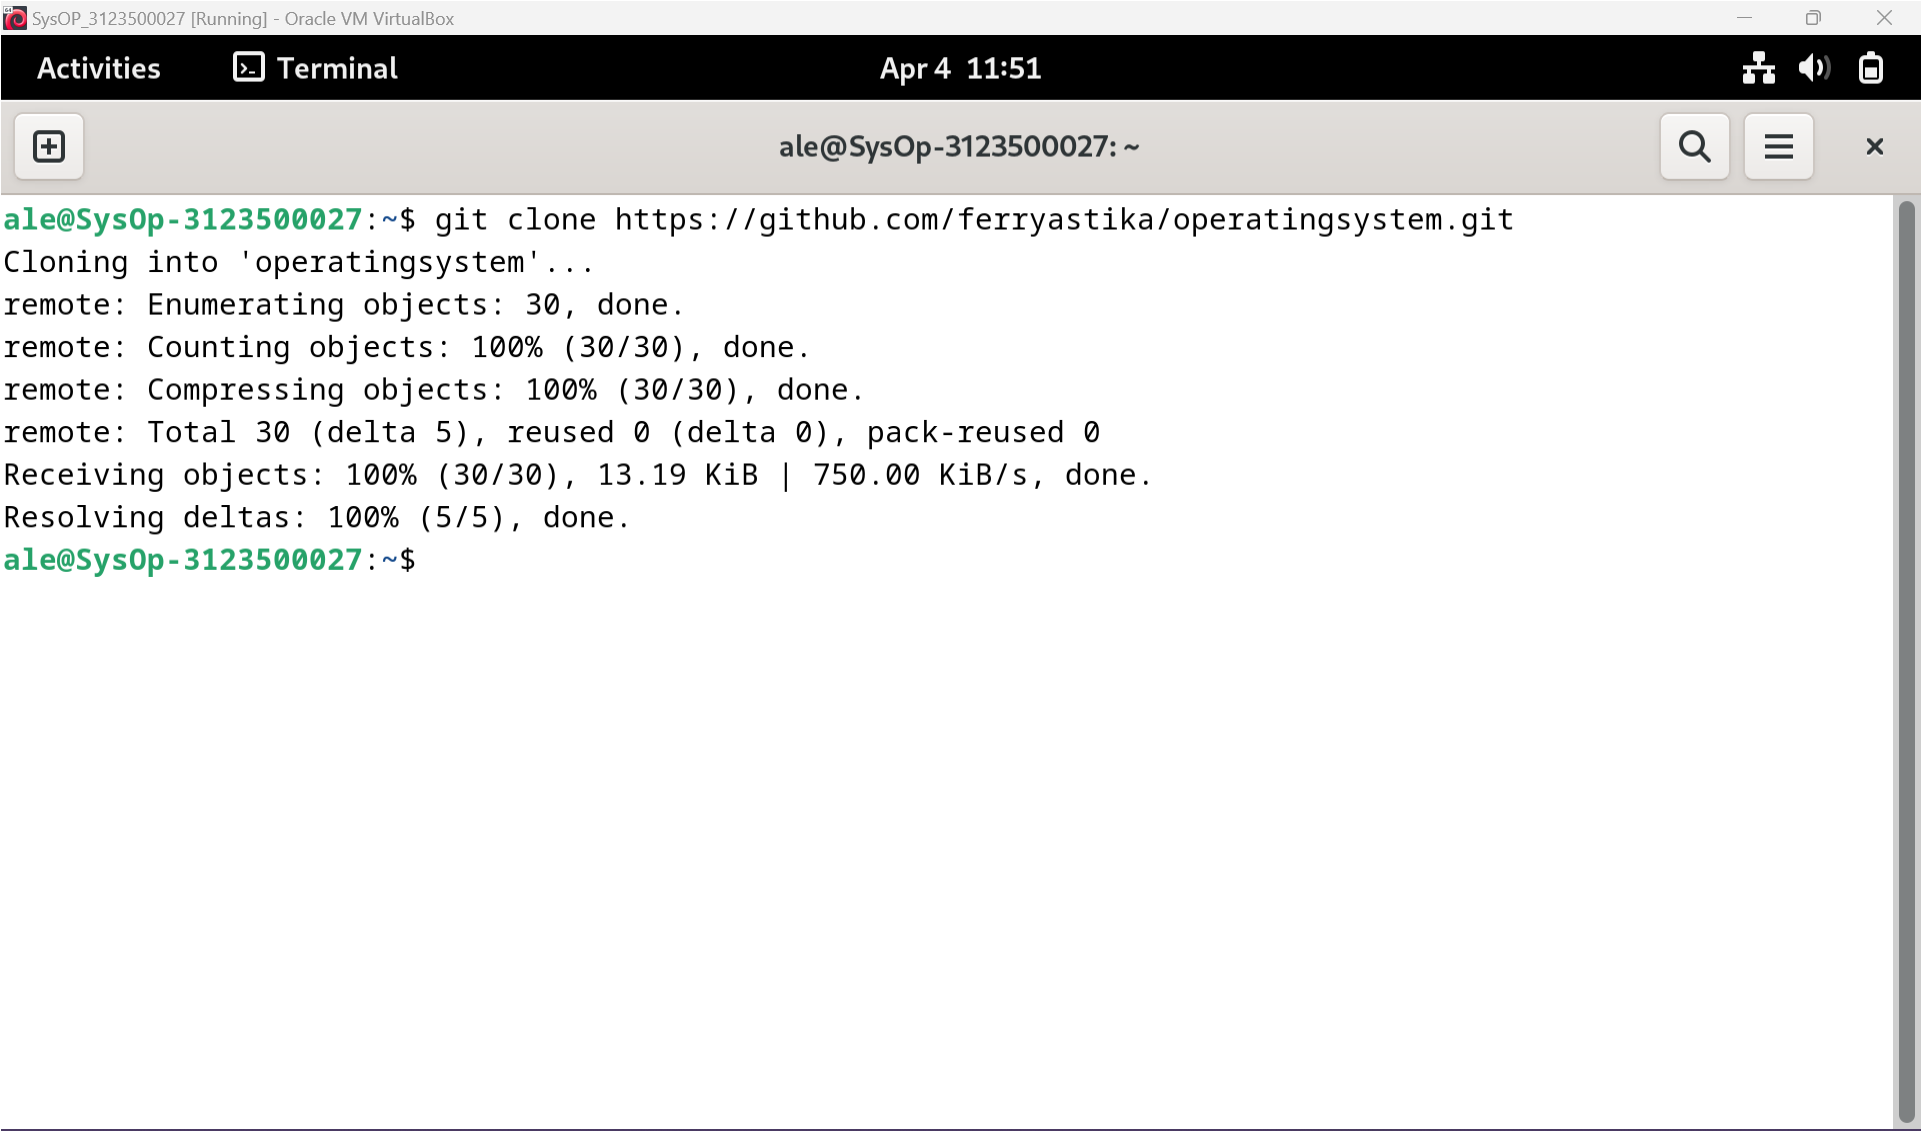 SysOP_3123500027 [Running] - Oracle VM VirtualBox
Activities Terminal Apr 4 11:51
ale@SysOp-3123500027: ~
ale@SysOp-3123500027:~$ git clone https://github.com/ferryastika/operatingsystem.git
Cloning into 'operatingsystem'...
remote: Enumerating objects: 30, done.
remote: Counting objects: 100% (30/30), done.
remote: Compressing objects: 100% (30/30), done.
remote: Total 30 (delta 5), reused 0 (delta 0), pack-reused 0
Receiving objects: 100% (30/30), 13.19 KiB | 750.00 KiB/s, done.
Resolving deltas: 100% (5/5), done.
ale@SysOp-3123500027:~$